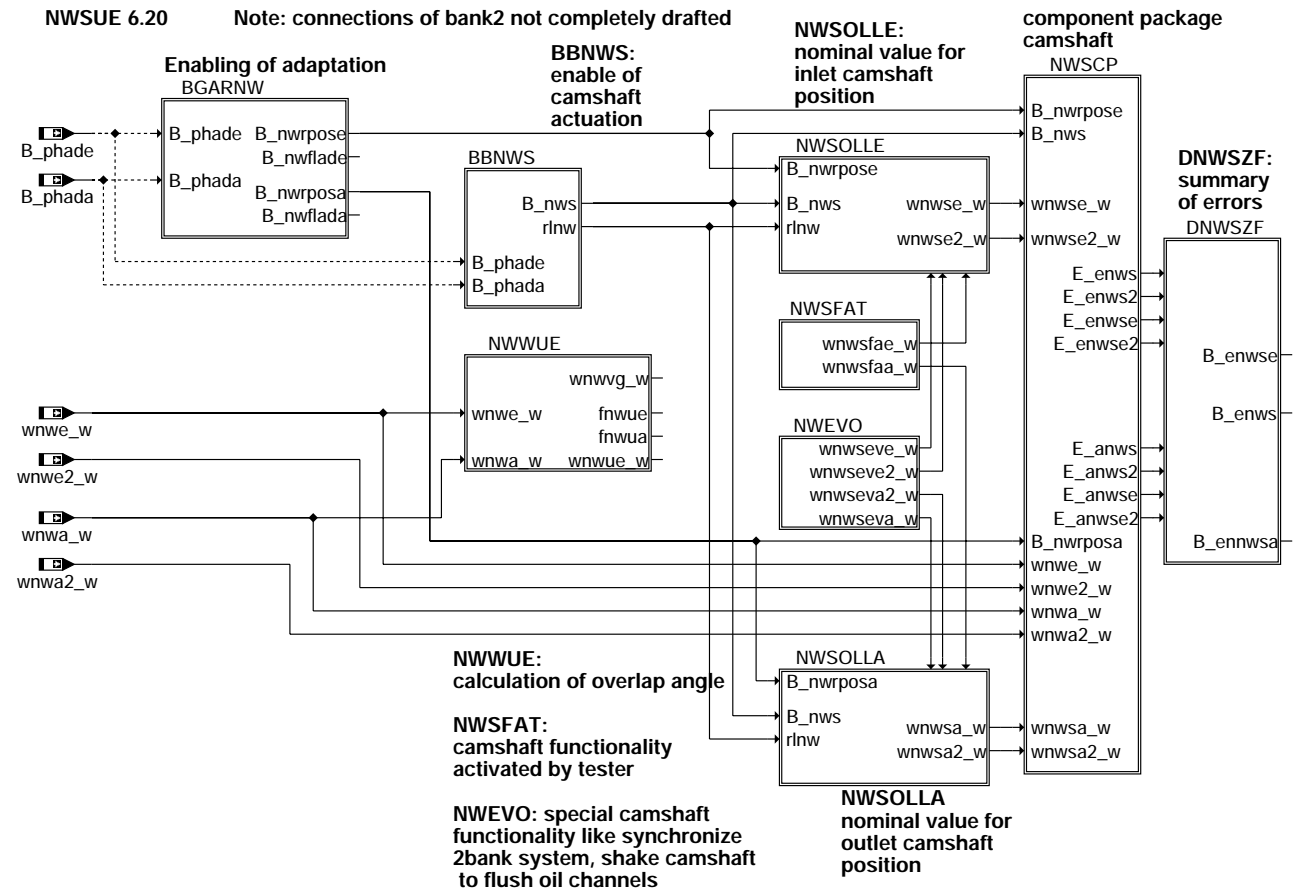 NWSUE 6.20
Note: connections of bank2 not completely drafted
component package
camshaft
NWSCP
NWSOLLE:
nominal value for
inlet camshaft
position
BBNWS:
enable of
camshaft
actuation
Enabling of adaptation
BGARNW
B_phade
B_phada
B_phade
B_phada
B_nwrpose
B_nwflade
B_nwrposa
B_nwflada
BBNWS
B_nws
rlnw
B_phade
B_phada
NWSOLLE
B_nwrpose
B_nws
rlnw
wnwse_w
wnwse2_w
B_nwrpose
B_nws
wnwse_w
wnwse2_w
E_enws
E_enws2
E_enwse
E_enwse2
E_anws
E_anws2
E_anwse
E_anwse2
B_nwrposa
wnwe_w
wnwe2_w
wnwa_w
wnwa2_w
wnwsa_w
wnwsa2_w
DNWSZF:
summary
of errors
DNWSZF
B_enwse
B_enws
B_ennwsa
NWSFAT
wnwsfae_w
wnwsfaa_w
NWWUE
wnwe_w
wnwa_w
wnwvg_w
fnwue
fnwua
wnwue_w
NWEVO
wnwseve_w
wnwseve2_w
wnwseva2_w
wnwseva_w
wnwe_w
wnwe2_w
wnwa_w
wnwa2_w
NWWUE:
calculation of overlap angle
NWSFAT:
camshaft functionality
activated by tester
NWEVO: special camshaft
functionality like synchronize
2bank system, shake camshaft
to flush oil channels
NWSOLLA
B_nwrposa
B_nws
rlnw
wnwsa_w
wnwsa2_w
NWSOLLA
nominal value for
outlet camshaft
position